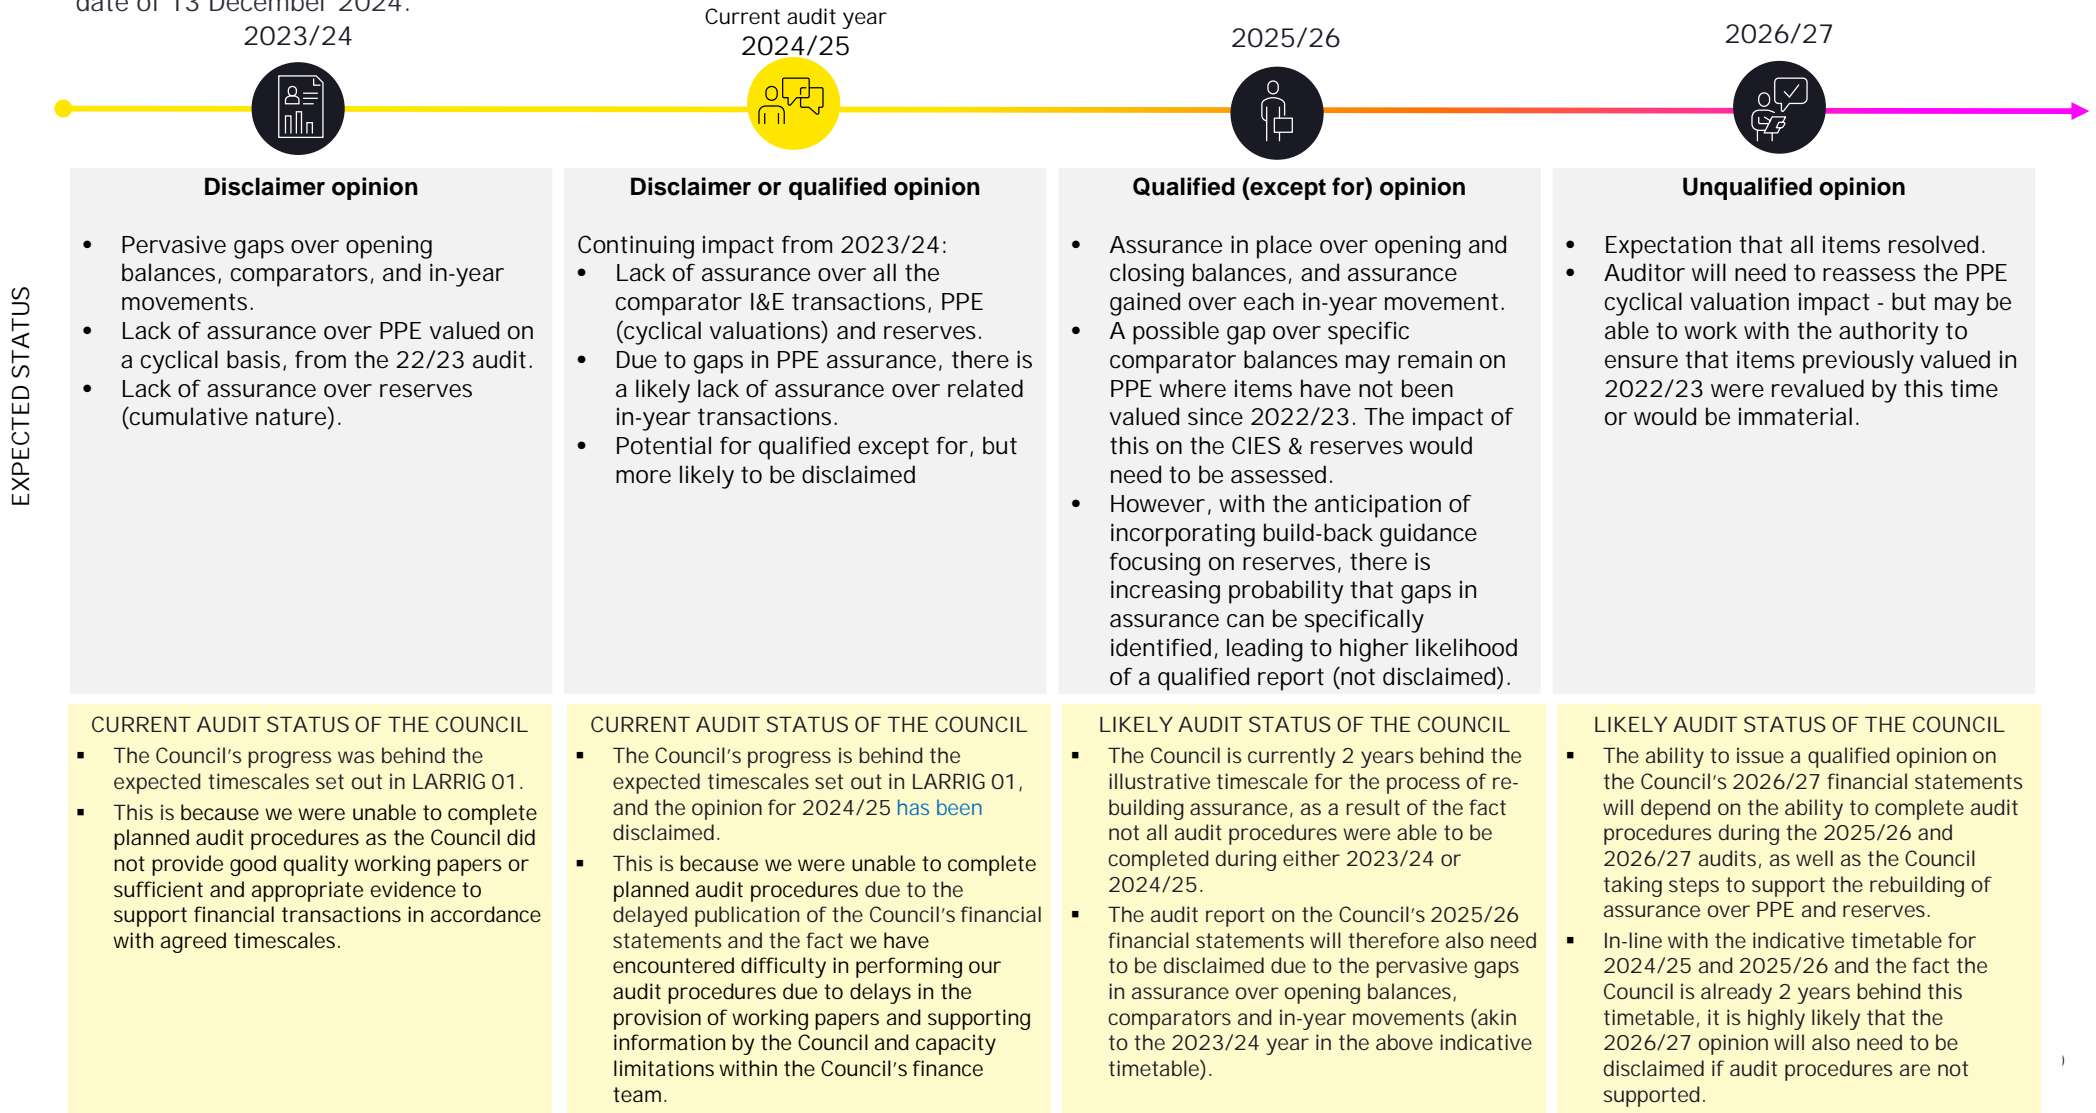 date of 13 December 2024.
2023/24
Current audit year
2024/25
2025/26
2026/27
EXPECTED STATUS
Disclaimer opinion
• Pervasive gaps over opening
balances, comparators, and in-year
movements.
• Lack of assurance over PPE valued on
a cyclical basis, from the 22/23 audit.
• Lack of assurance over reserves
(cumulative nature).
Disclaimer or qualified opinion
Continuing impact from 2023/24:
• Lack of assurance over all the
comparator I&E transactions, PPE
(cyclical valuations) and reserves.
• Due to gaps in PPE assurance, there is
a likely lack of assurance over related
in-year transactions.
• Potential for qualified except for, but
more likely to be disclaimed
Qualified (except for) opinion
• Assurance in place over opening and
closing balances, and assurance
gained over each in-year movement.
• A possible gap over specific
comparator balances may remain on
PPE where items have not been
valued since 2022/23. The impact of
this on the CIES & reserves would
need to be assessed.
• However, with the anticipation of
incorporating build-back guidance
focusing on reserves, there is
increasing probability that gaps in
assurance can be specifically
identified, leading to higher likelihood
of a qualified report (not disclaimed).
Unqualified opinion
• Expectation that all items resolved.
• Auditor will need to reassess the PPE
cyclical valuation impact - but may be
able to work with the authority to
ensure that items previously valued in
2022/23 were revalued by this time
or would be immaterial.
CURRENT AUDIT STATUS OF THE COUNCIL
▪ The Council's progress was behind the
expected timescales set out in LARRIG 01.
▪ This is because we were unable to complete
planned audit procedures as the Council did
not provide good quality working papers or
sufficient and appropriate evidence to
support financial transactions in accordance
with agreed timescales.
CURRENT AUDIT STATUS OF THE COUNCIL
▪ The Council's progress is behind the
expected timescales set out in LARRIG 01,
and the opinion for 2024/25 has been
disclaimed.
▪ This is because we were unable to complete
planned audit procedures due to the
delayed publication of the Council's financial
statements and the fact we have
encountered difficulty in performing our
audit procedures due to delays in the
provision of working papers and supporting
information by the Council and capacity
limitations within the Council's finance
team.
LIKELY AUDIT STATUS OF THE COUNCIL
▪ The Council is currently 2 years behind the
illustrative timescale for the process of re-
building assurance, as a result of the fact
not all audit procedures were able to be
completed during either 2023/24 or
2024/25.
▪ The audit report on the Council's 2025/26
financial statements will therefore also need
to be disclaimed due to the pervasive gaps
in assurance over opening balances,
comparators and in-year movements (akin
to the 2023/24 year in the above indicative
timetable).
LIKELY AUDIT STATUS OF THE COUNCIL
▪ The ability to issue a qualified opinion on
the Council's 2026/27 financial statements
will depend on the ability to complete audit
procedures during the 2025/26 and
2026/27 audits, as well as the Council
taking steps to support the rebuilding of
assurance over PPE and reserves.
▪ In-line with the indicative timetable for
2024/25 and 2025/26 and the fact the
Council is already 2 years behind this
timetable, it is highly likely that the
2026/27 opinion will also need to be
disclaimed if audit procedures are not
supported.